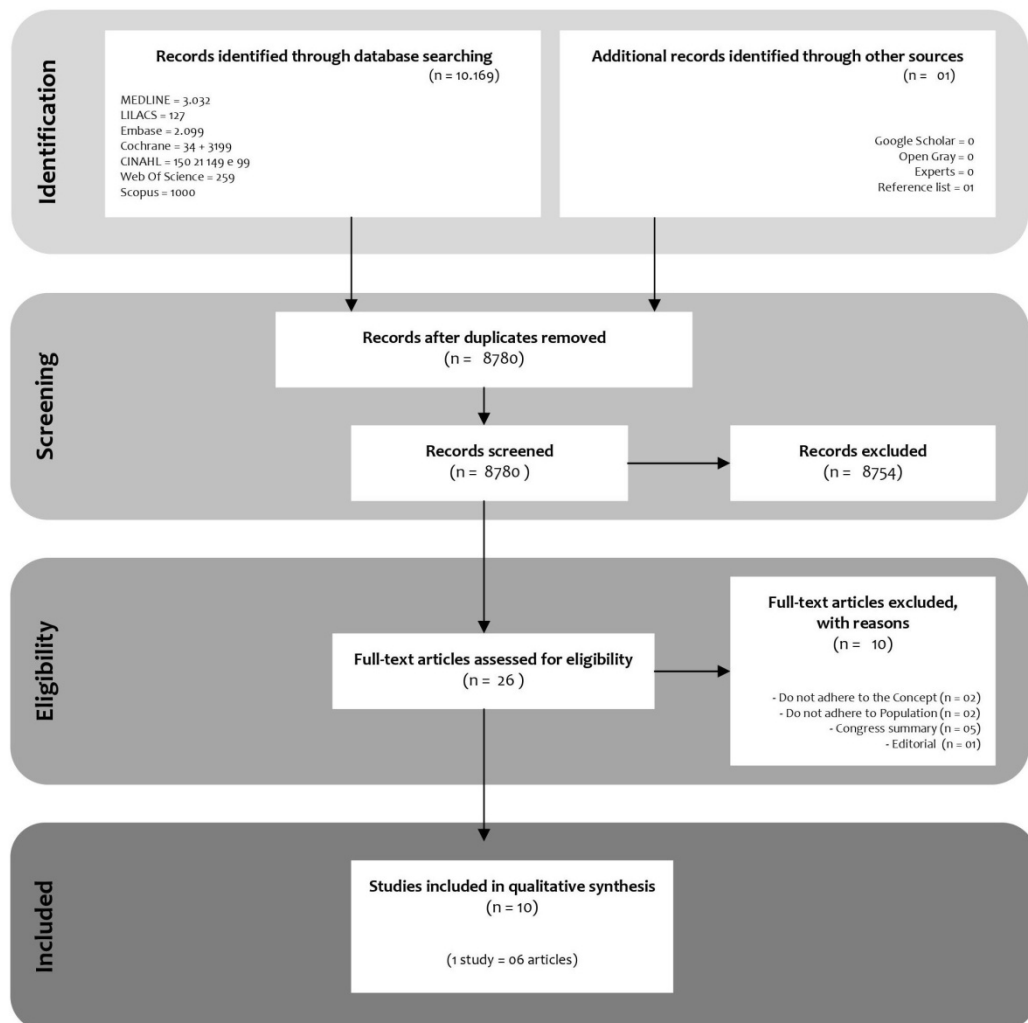 Identification
Records identified through database searching
(n = 10.169)
MEDLINE = 3.032
LILACS = 127
Embase = 2.099
Cochrane = 34 + 3199
CINAHL = 150 21 149 e 99
Web Of Science = 259
Scopus = 1000
Additional records identified through other sources
(n = 01)
Google Scholar = 0
Open Gray = 0
Experts = 0
Reference list = 01
Screening
Records after duplicates removed
(n = 8780)
Records screened
(n = 8780 )
Records excluded
(n = 8754)
Eligibility
Full-text articles assessed for eligibility
(n = 26 )
Full-text articles excluded,
with reasons
(n = 10)
- Do not adhere to the Concept (n = 02)
- Do not adhere to Population (n = 02)
- Congress summary (n = 05)
- Editorial (n = 01)
Included
Studies included in qualitative synthesis
(n = 10)
(1 study = 06 articles)